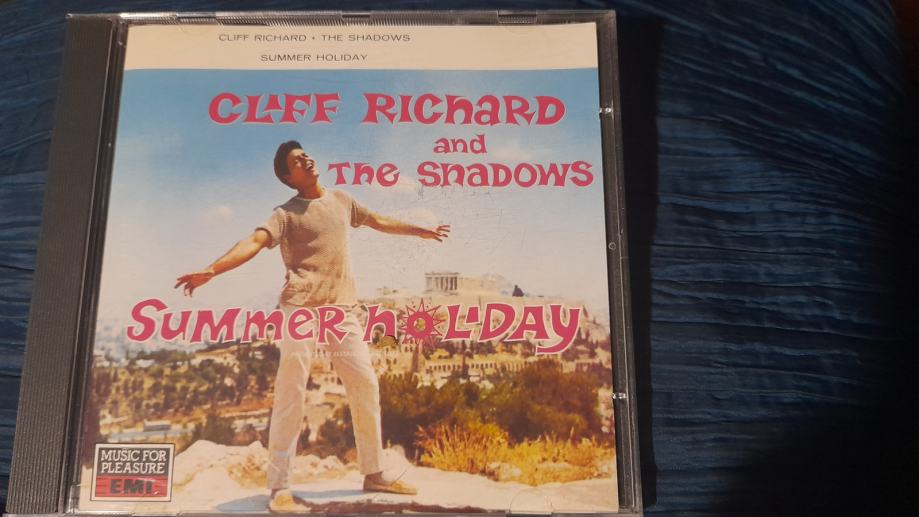 CLIFF RICHARD • THE SHADOWS
SUMMER HOLIDAY
CLIFF RICHARD
and
THE SHADOWS
SUMMER HOLIDAY
MUSIC FOR
PLEASURE
EMI